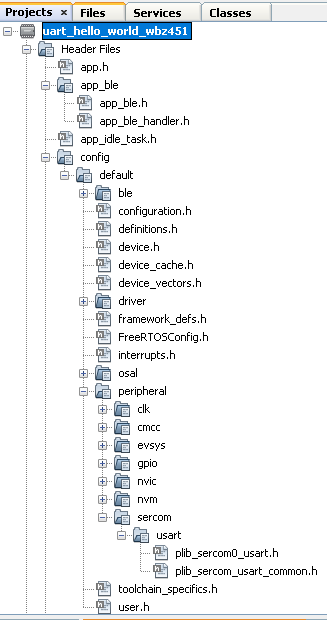 Projects × Files Services Classes
uart_hello_world_wbz451
Header Files
app.h
app_ble
app_ble.h
app_ble_handler.h
app_idle_task.h
config
default
ble
configuration.h
definitions.h
device.h
device_cache.h
device_vectors.h
driver
framework_defs.h
FreeRTOSConfig.h
interrupts.h
osal
peripheral
clk
cmcc
evsys
gpio
nvic
nvm
sercom
usart
plib_sercom0_usart.h
plib_sercom_usart_common.h
toolchain_specifics.h
user.h